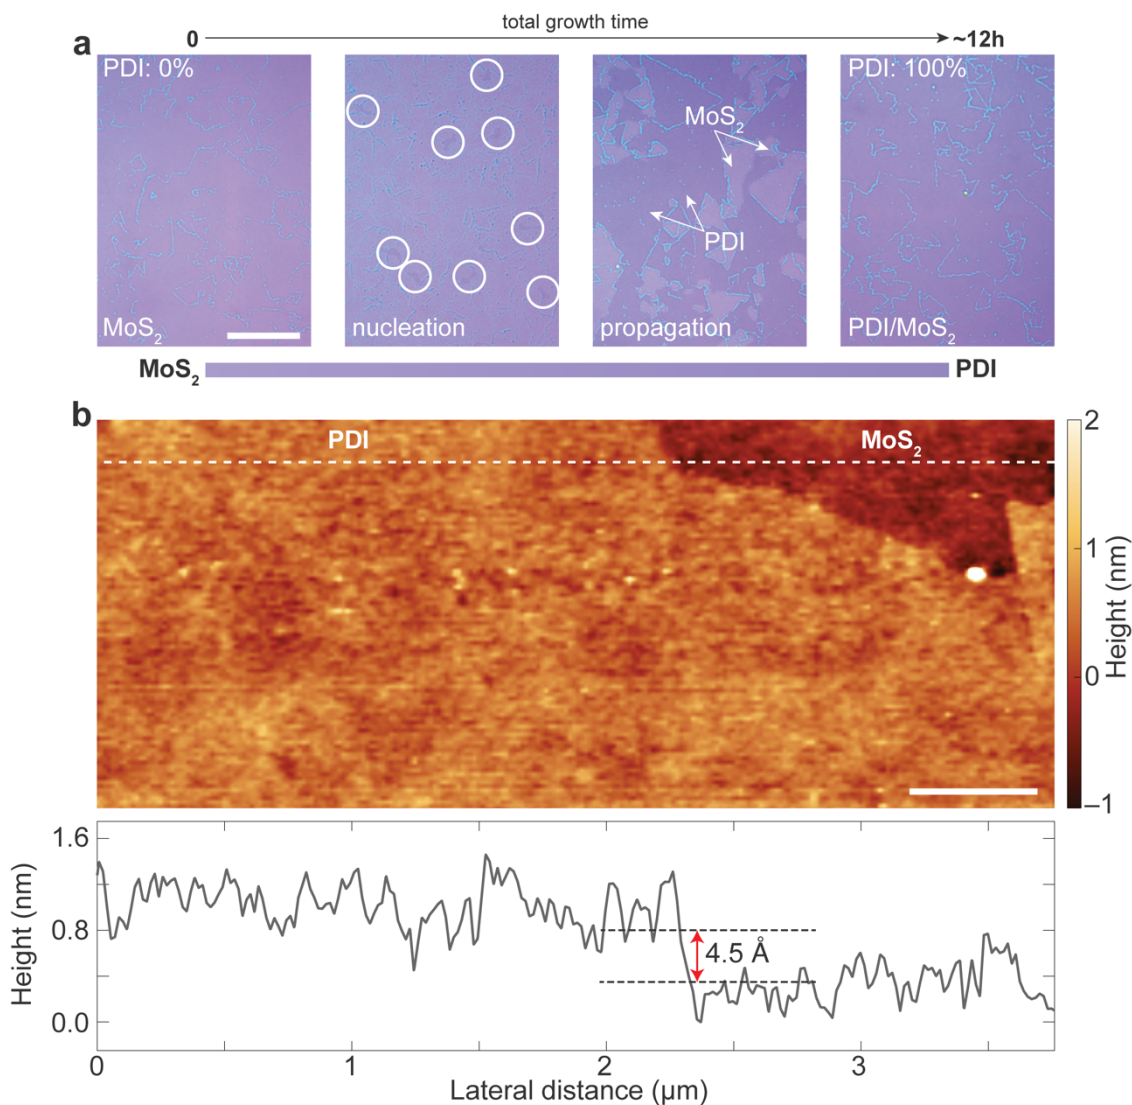 total growth time
a
0
~12h
PDI: 0%
PDI: 100%
MoS₂
PDI
MoS₂
nucleation
propagation
PDI/MoS₂
MoS₂
PDI
b
PDI
MoS₂
2
1
0
–1
Height (nm)
1.6
0.8
0.0
Height (nm)
4.5 Å
0
1
2
3
Lateral distance (µm)